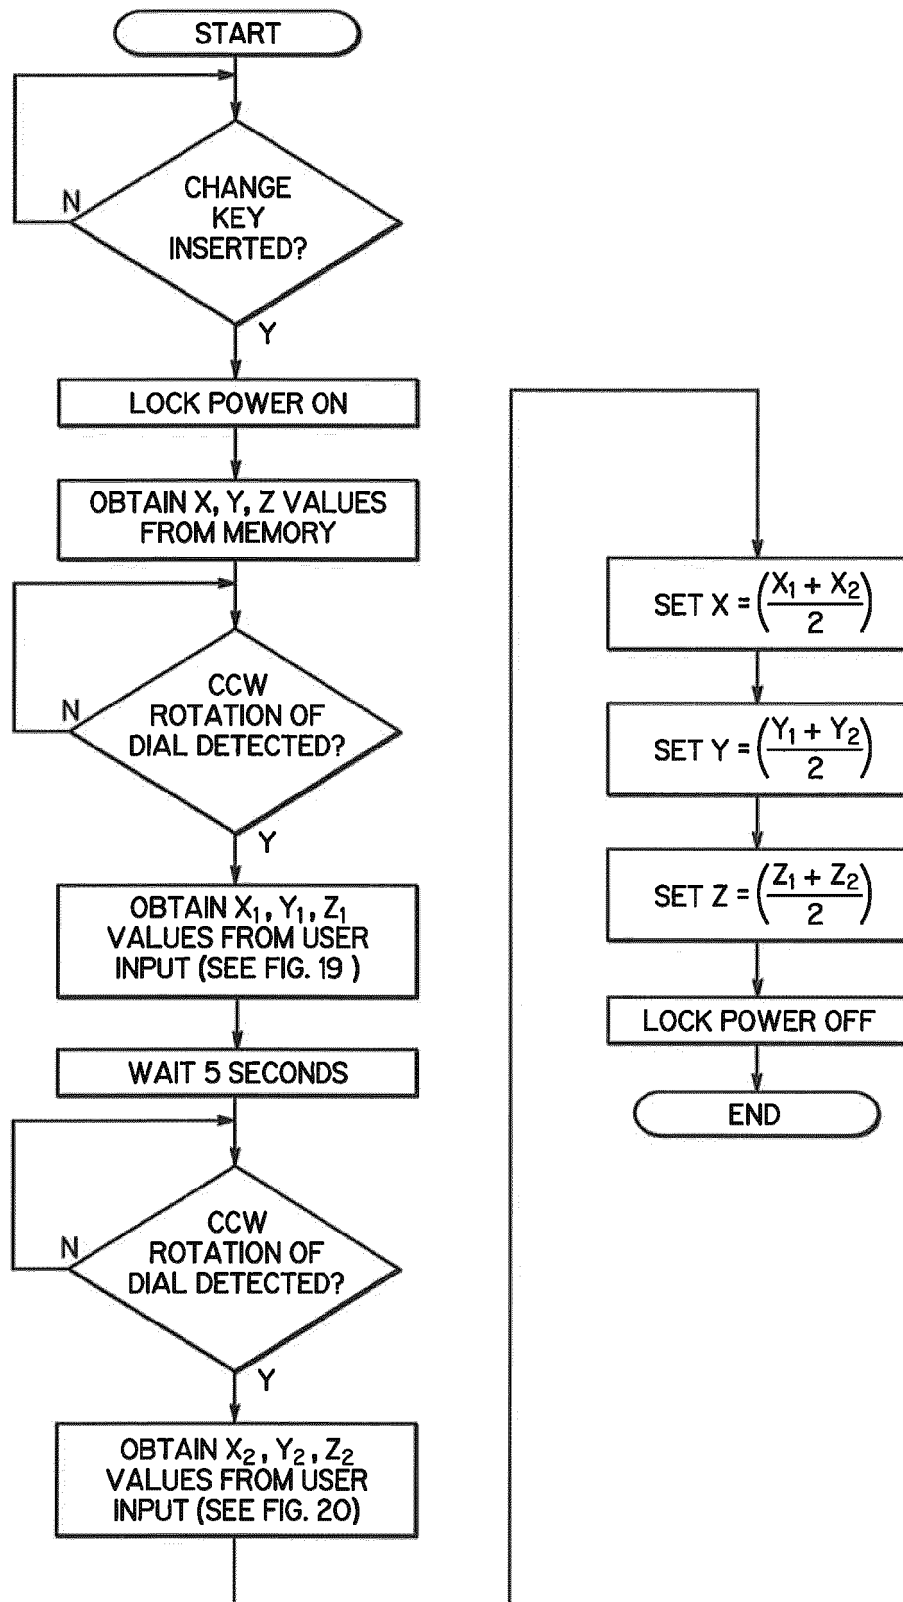 START
CHANGE
KEY
INSERTED?
N
Y
LOCK POWER ON
OBTAIN X, Y, Z VALUES
FROM MEMORY
CCW
ROTATION OF
DIAL DETECTED?
N
Y
OBTAIN X₁, Y₁, Z₁
VALUES FROM USER
INPUT (SEE FIG. 19 )
WAIT 5 SECONDS
CCW
ROTATION OF
DIAL DETECTED?
N
Y
OBTAIN X₂, Y₂, Z₂
VALUES FROM USER
INPUT (SEE FIG. 20)
SET X = (X₁ + X₂ / 2)
SET Y = (Y₁ + Y₂ / 2)
SET Z = (Z₁ + Z₂ / 2)
LOCK POWER OFF
END